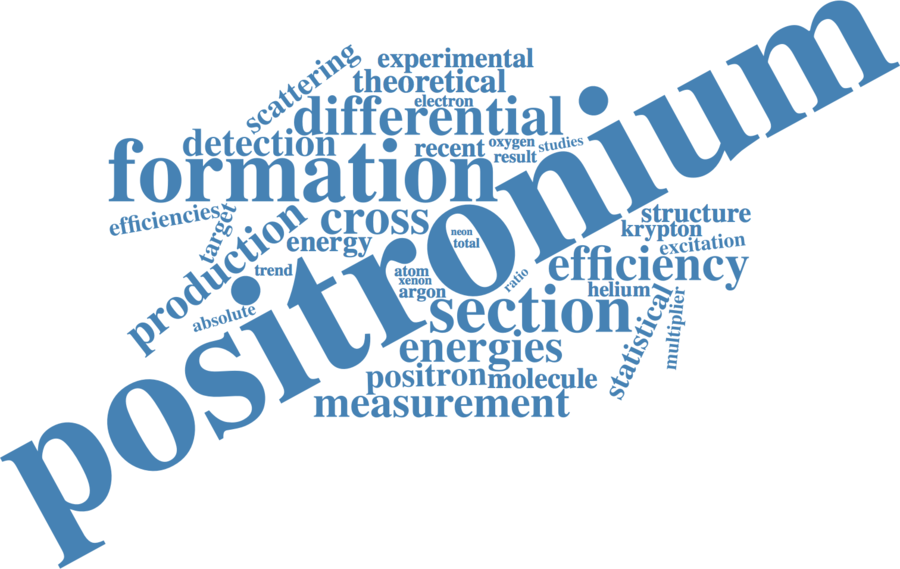 experimental
scattering
theoretical
electron
differential
detection
recent
oxygen
studies
result
formation
positronium
efficiencies
target
cross
structure
krypton
production
energy
neon
total
excitation
efficiency
trend
atom
xenon
argon
ratio
helium
absolute
section
statistical
multiplier
energies
positron
molecule
measurement